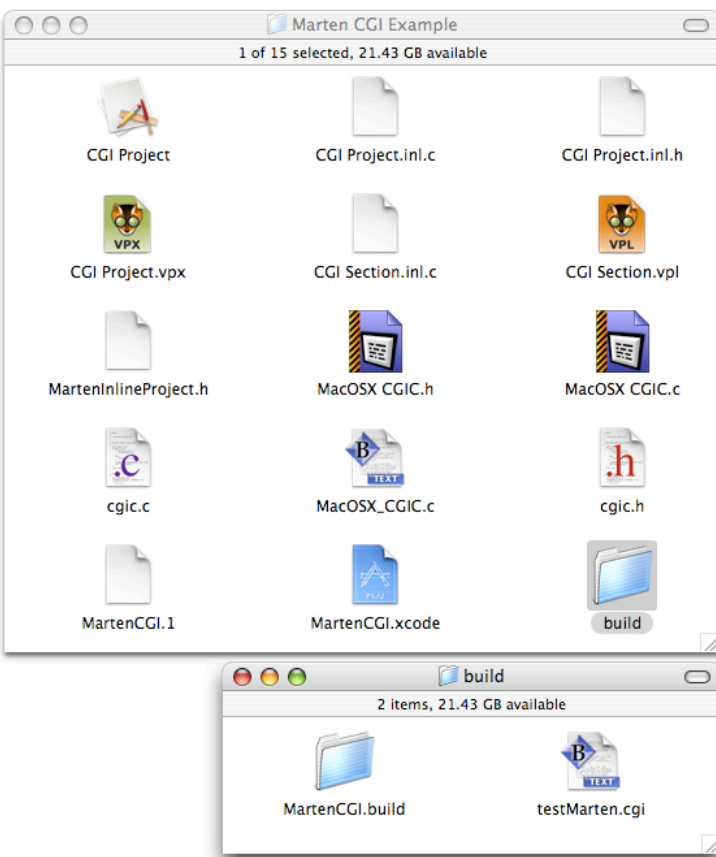 Marten CGI Example
1 of 15 selected, 21.43 GB available
CGI Project
CGI Project.inl.c
CGI Project.inl.h
VPX
VPL
CGI Project.vpx
CGI Section.inl.c
CGI Section.vpl
MartenInlineProject.h
MacOSX CGIC.h
MacOSX CGIC.c
.c
B
TEXT
.h
cgic.c
MacOSX_CGIC.c
cgic.h
MartenCGI.1
MartenCGI.xcode
build
build
2 items, 21.43 GB available
B
TEXT
MartenCGI.build
testMarten.cgi